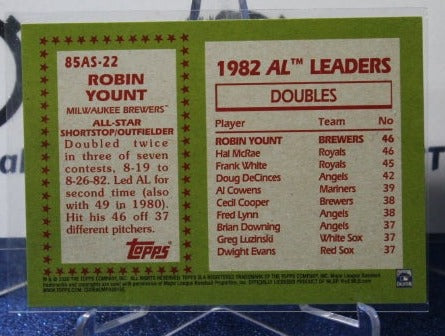 85AS-22
ROBIN
YOUNT
MILWAUKEE BREWERS™
ALL-STAR
SHORTSTOP/OUTFIELDER
Doubled twice
in three of seven
contests, 8-19 to
8-26-82. Led AL for
second time (also
with 49 in 1980).
Hit his 46 off 37
different pitchers.
Topps
1982 AL™ LEADERS
DOUBLES
Player Team No
ROBIN YOUNT BREWERS 46
Hal McRae Royals 46
Frank White Royals 45
Doug DeCinces Angels 42
Al Cowens Mariners 39
Cecil Cooper Brewers 38
Fred Lynn Angels 38
Brian Downing Angels 37
Greg Luzinski White Sox 37
Dwight Evans Red Sox 37